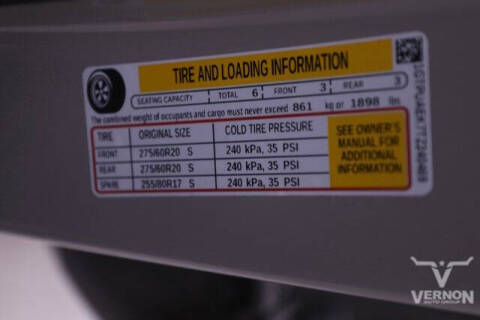 TIRE AND LOADING INFORMATION
SEATING CAPACITY TOTAL 6 FRONT 3 REAR 3
The combined weight of occupants and cargo must never exceed 861 kg or 1898 lbs
TIRE ORIGINAL SIZE COLD TIRE PRESSURE
FRONT 275/60R20 S 240 kPa, 35 PSI
REAR 275/60R20 S 240 kPa, 35 PSI
SPARE 255/80R17 S 240 kPa, 35 PSI
SEE OWNER'S
MANUAL FOR
ADDITIONAL
INFORMATION
VERNON
AUTO GROUP